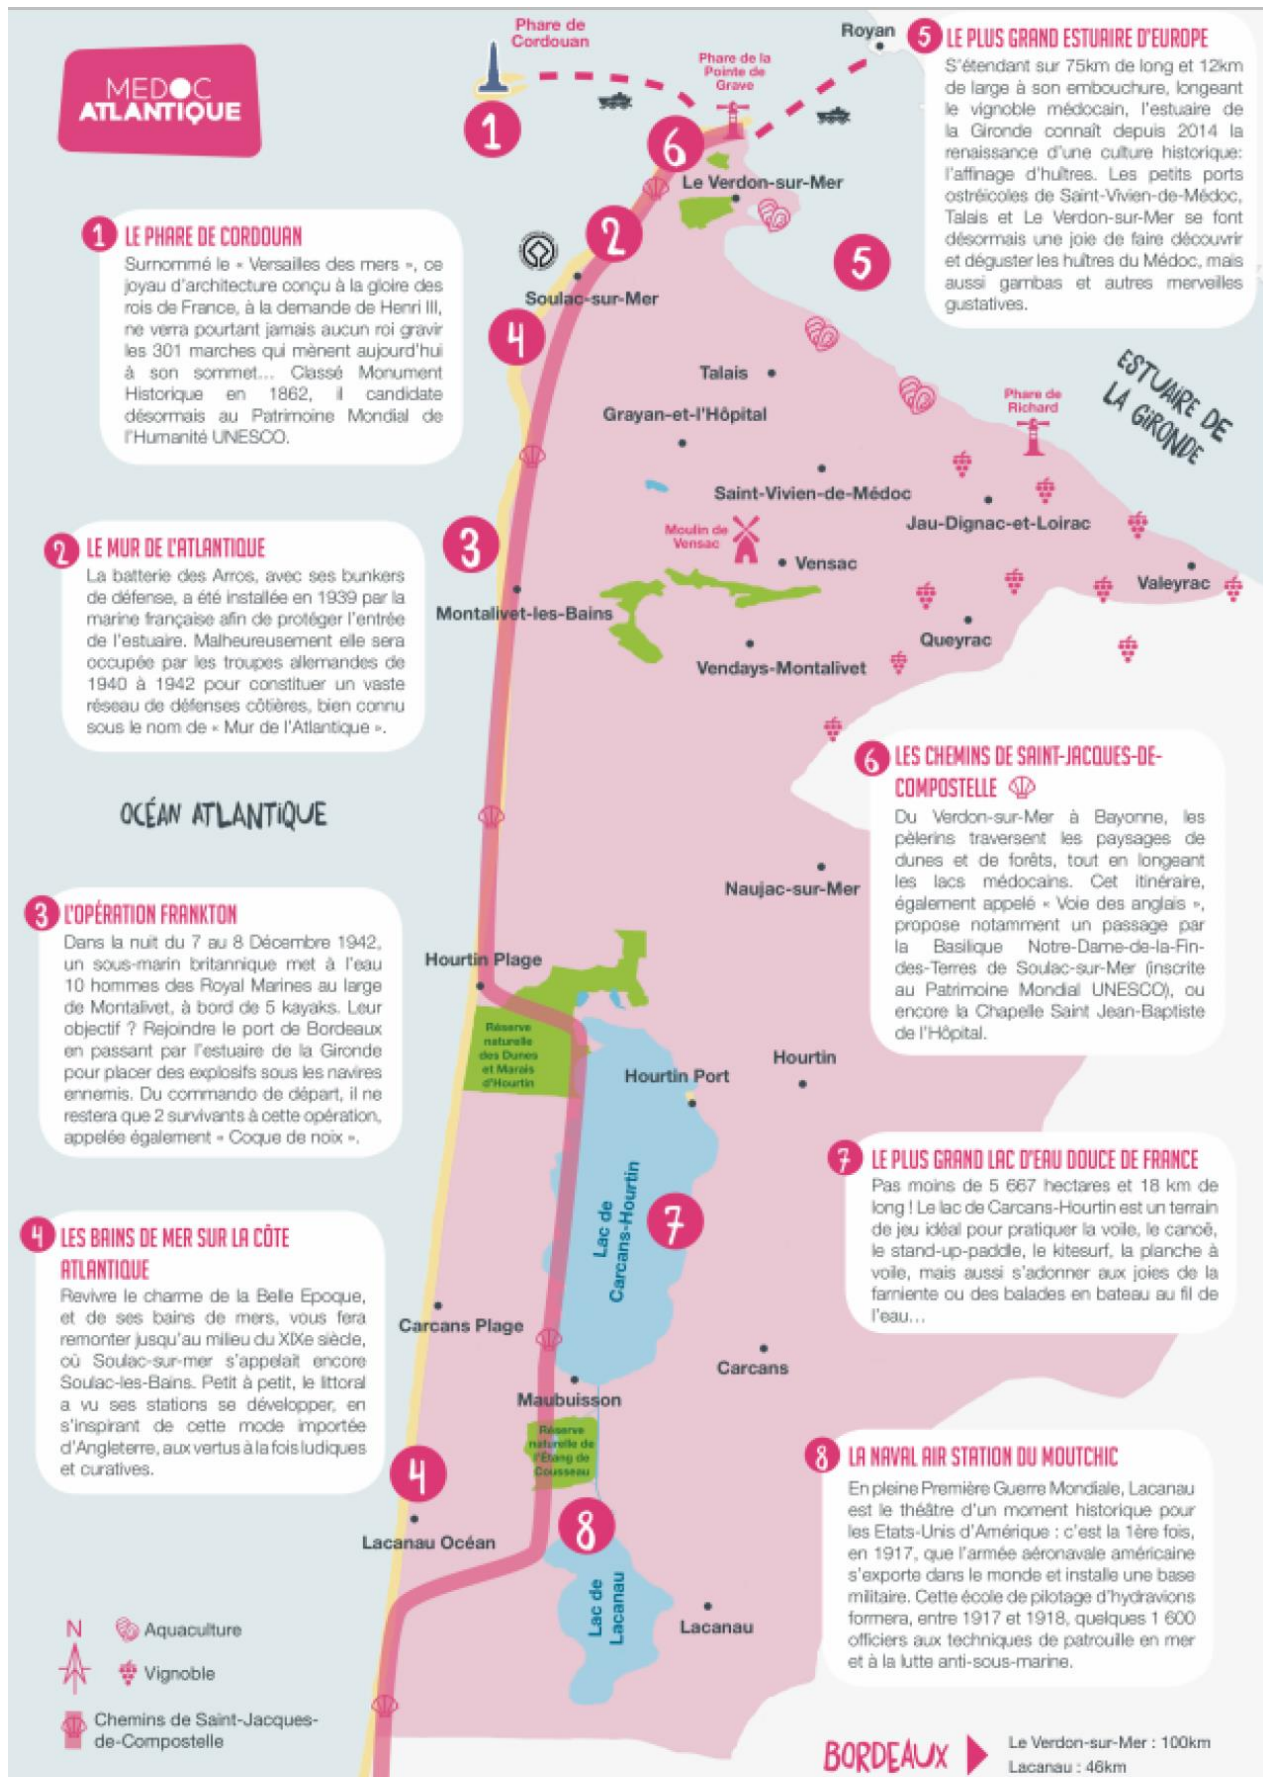 MEDOC
ATLANTIQUE
Phare de
Cordouan
1
Phare de la
Pointe de
Grave
Royan
6
Le Verdon-sur-Mer
2
Soulac-sur-Mer
4
5
Talais
Grayan-et-l'Hôpital
Phare de
Richard
ESTUAIRE DE
LA GIRONDE
Saint-Vivien-de-Médoc
Jau-Dignac-et-Loirac
3
Moulin de
Vensac
Vensac
Valeyrac
Montalivet-les-Bains
Queyrac
Vendays-Montalivet
OCÉAN ATLANTIQUE
Naujac-sur-Mer
Hourtin Plage
Réserve
naturelle
des Dunes
et Marais
d'Hourtin
Hourtin
Hourtin Port
Lac de
Carcans-Hourtin
7
Carcans Plage
Carcans
Maubuisson
Réserve
naturelle de
l'Étang de
Cousseau
4
8
Lacanau Océan
Lac de
Lacanau
Lacanau
1 LE PHARE DE CORDOUAN
Surnommé le « Versailles des mers », ce
joyau d'architecture conçu à la gloire des
rois de France, à la demande de Henri III,
ne verra pourtant jamais aucun roi gravir
les 301 marches qui mènent aujourd'hui
à son sommet... Classé Monument
Historique en 1862, il candidate
désormais au Patrimoine Mondial de
l'Humanité UNESCO.
2 LE MUR DE L'ATLANTIQUE
La batterie des Arros, avec ses bunkers
de défense, a été installée en 1939 par la
marine française afin de protéger l'entrée
de l'estuaire. Malheureusement elle sera
occupée par les troupes allemandes de
1940 à 1942 pour constituer un vaste
réseau de défenses côtières, bien connu
sous le nom de « Mur de l'Atlantique ».
3 L'OPÉRATION FRANKTON
Dans la nuit du 7 au 8 Décembre 1942,
un sous-marin britannique met à l'eau
10 hommes des Royal Marines au large
de Montalivet, à bord de 5 kayaks. Leur
objectif ? Rejoindre le port de Bordeaux
en passant par l'estuaire de la Gironde
pour placer des explosifs sous les navires
ennemis. Du commando de départ, il ne
restera que 2 survivants à cette opération,
appelée également « Coque de noix ».
4 LES BAINS DE MER SUR LA CÔTE
ATLANTIQUE
Revivre le charme de la Belle Epoque,
et de ses bains de mers, vous fera
remonter jusqu'au milieu du XIXe siècle,
où Soulac-sur-mer s'appelait encore
Soulac-les-Bains. Petit à petit, le littoral
a vu ses stations se développer, en
s'inspirant de cette mode importée
d'Angleterre, aux vertus à la fois ludiques
et curatives.
5 LE PLUS GRAND ESTUAIRE D'EUROPE
S'étendant sur 75km de long et 12km
de large à son embouchure, longeant
le vignoble médocain, l'estuaire de
la Gironde connaît depuis 2014 la
renaissance d'une culture historique:
l'affinage d'huîtres. Les petits ports
ostréicoles de Saint-Vivien-de-Médoc,
Talais et Le Verdon-sur-Mer se font
désormais une joie de faire découvrir
et déguster les huîtres du Médoc, mais
aussi gambas et autres merveilles
gustatives.
6 LES CHEMINS DE SAINT-JACQUES-DE-
COMPOSTELLE
Du Verdon-sur-Mer à Bayonne, les
pèlerins traversent les paysages de
dunes et de forêts, tout en longeant
les lacs médocains. Cet itinéraire,
également appelé « Voie des anglais »,
propose notamment un passage par
la Basilique Notre-Dame-de-la-Fin-
des-Terres de Soulac-sur-Mer (inscrite
au Patrimoine Mondial UNESCO), ou
encore la Chapelle Saint Jean-Baptiste
de l'Hôpital.
7 LE PLUS GRAND LAC D'EAU DOUCE DE FRANCE
Pas moins de 5 667 hectares et 18 km de
long ! Le lac de Carcans-Hourtin est un terrain
de jeu idéal pour pratiquer la voile, le canoë,
le stand-up-paddle, le kitesurf, la planche à
voile, mais aussi s'adonner aux joies de la
farniente ou des balades en bateau au fil de
l'eau...
8 LA NAVAL AIR STATION DU MOUTCHIC
En pleine Première Guerre Mondiale, Lacanau
est le théâtre d'un moment historique pour
les Etats-Unis d'Amérique : c'est la 1ère fois,
en 1917, que l'armée aéronavale américaine
s'exporte dans le monde et installe une base
militaire. Cette école de pilotage d'hydravions
formera, entre 1917 et 1918, quelques 1 600
officiers aux techniques de patrouille en mer
et à la lutte anti-sous-marine.
N
Aquaculture
Vignoble
Chemins de Saint-Jacques-
de-Compostelle
BORDEAUX
Le Verdon-sur-Mer : 100km
Lacanau : 46km